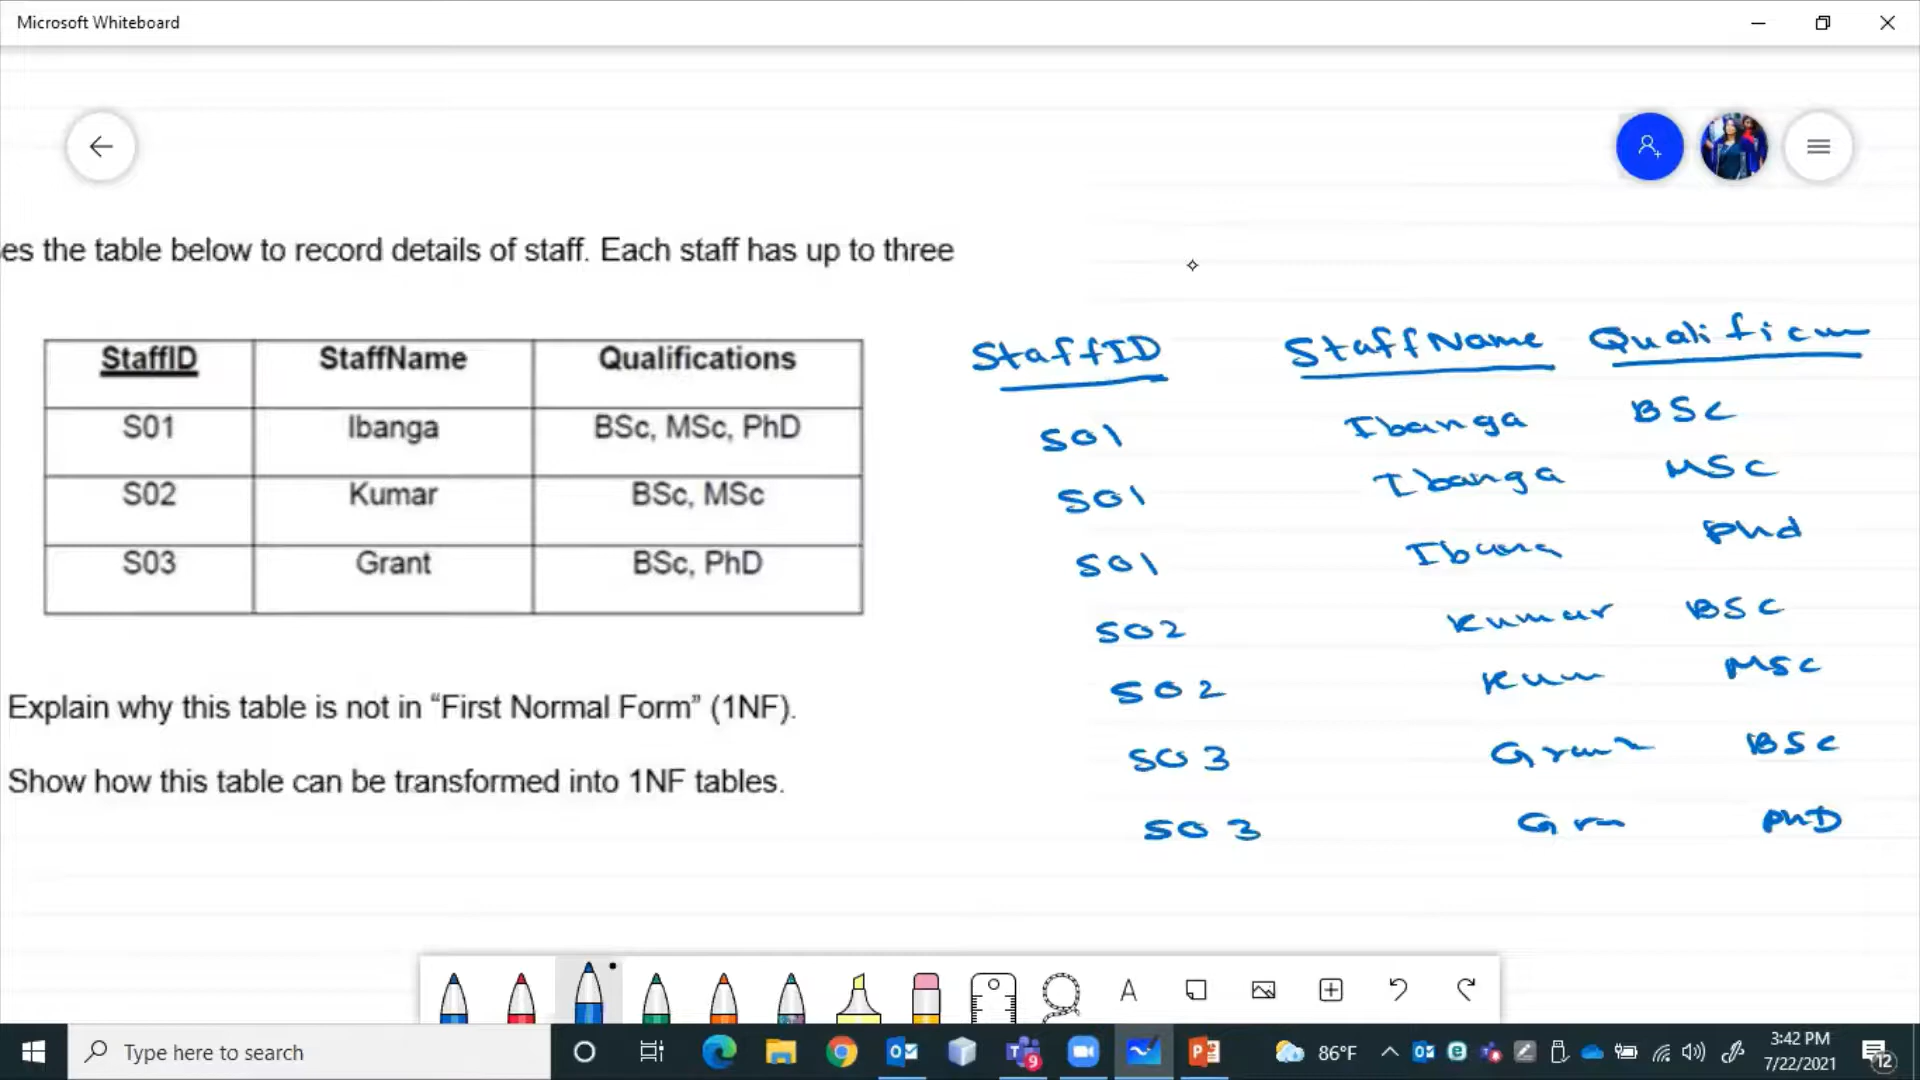 Microsoft Whiteboard
es the table below to record details of staff. Each staff has up to three
StaffID StaffName Qualifications
S01 Ibanga BSc, MSc, PhD
S02 Kumar BSc, MSc
S03 Grant BSc, PhD
Explain why this table is not in “First Normal Form” (1NF).
Show how this table can be transformed into 1NF tables.
StaffID StaffName
S01 Ibanga BSc
S01 Ibanga MSc
S01 Phd
S02 Kumar BSc
S02 Kum MSc
S03 BSc
S03 PhD
A
Type here to search
9
86°F
3:42 PM
7/22/2021
12